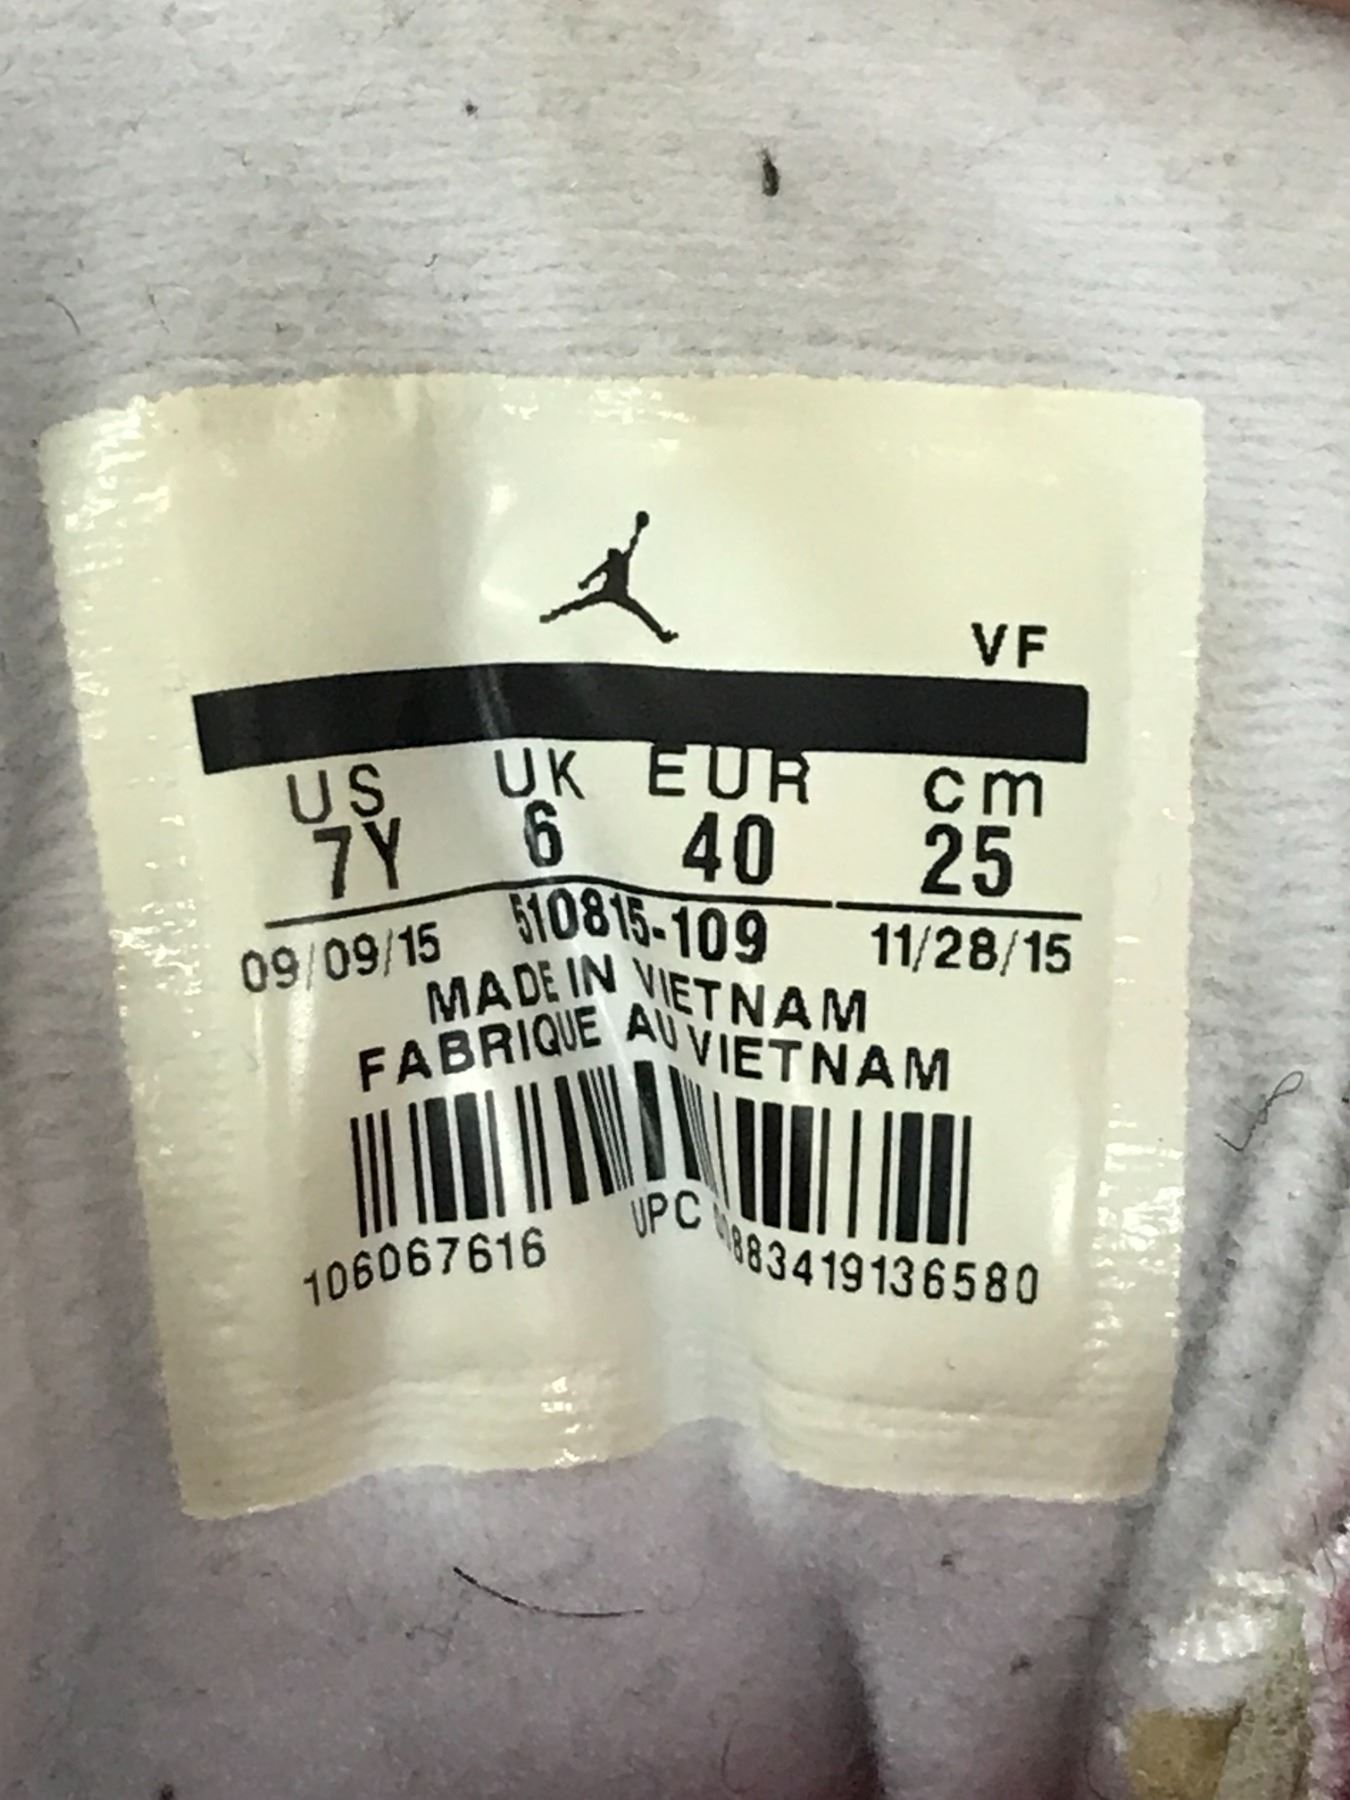 VF
US UK EUR cm
7Y 6 40 25
09/09/15 510815-109 11/28/15
MADE IN VIETNAM
FABRIQUE AU VIETNAM
106067616 UPC 00883419136580